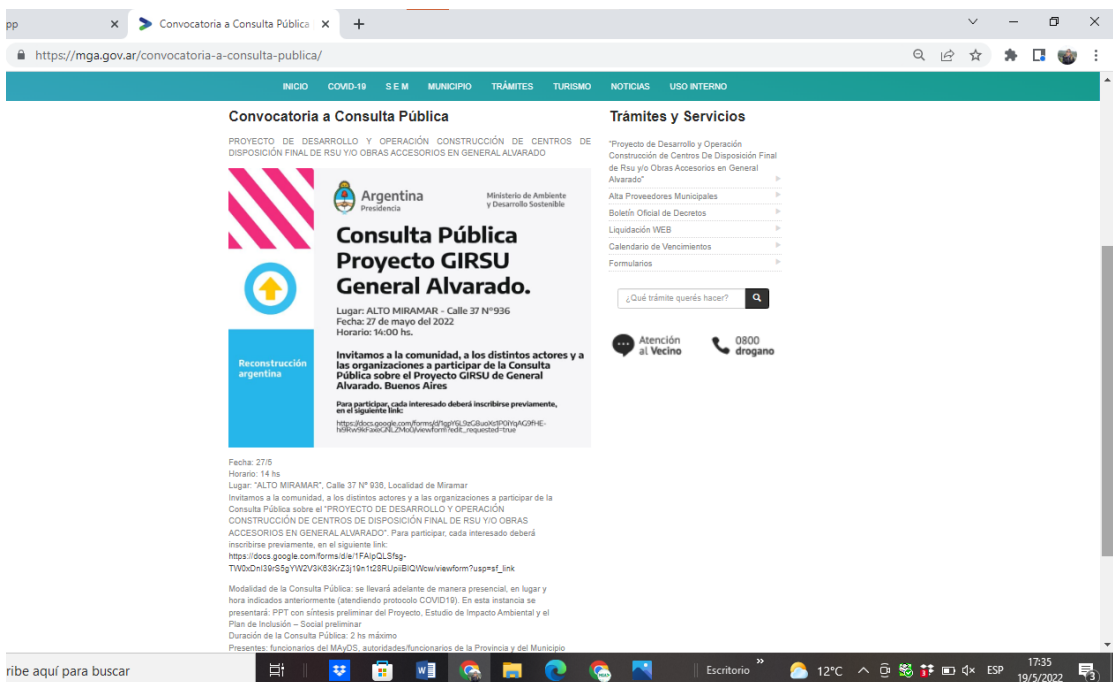 pp
Convocatoria a Consulta Pública
https://mga.gov.ar/convocatoria-a-consulta-publica/
INICIO COVID-19 S E M MUNICIPIO TRÁMITES TURISMO NOTICIAS USO INTERNO
Convocatoria a Consulta Pública
PROYECTO DE DESARROLLO Y OPERACIÓN CONSTRUCCIÓN DE CENTROS DE
DISPOSICIÓN FINAL DE RSU Y/O OBRAS ACCESORIOS EN GENERAL ALVARADO
Argentina
Presidencia
Ministerio de Ambiente
y Desarrollo Sostenible
Consulta Pública
Proyecto GIRSU
General Alvarado.
Lugar: ALTO MIRAMAR - Calle 37 N°936
Fecha: 27 de mayo del 2022
Horario: 14:00 hs.
Reconstrucción
argentina
Invitamos a la comunidad, a los distintos actores y a
las organizaciones a participar de la Consulta
Pública sobre el Proyecto GIRSU de General
Alvarado. Buenos Aires
Para participar, cada interesado deberá inscribirse previamente,
en el siguiente link:
Fecha: 27/5
Horario: 14 hs
Lugar: "ALTO MIRAMAR", Calle 37 N° 936, Localidad de Miramar
Invitamos a la comunidad, a los distintos actores y a las organizaciones a participar de la
Consulta Pública sobre el "PROYECTO DE DESARROLLO Y OPERACIÓN
CONSTRUCCIÓN DE CENTROS DE DISPOSICIÓN FINAL DE RSU Y/O OBRAS
ACCESORIOS EN GENERAL ALVARADO". Para participar, cada interesado deberá
inscribirse previamente, en el siguiente link:
https://docs.google.com/forms/d/e/1FAIpQLSfsg-
TW0xDnI39rS5gYW2V3K63KrZ3j19n1t28RUpiiBIQWcw/viewform?usp=sf_link
Modalidad de la Consulta Pública: se llevará adelante de manera presencial, en lugar y
hora indicados anteriormente (atendiendo protocolo COVID19). En esta instancia se
presentará: PPT con síntesis preliminar del Proyecto, Estudio de Impacto Ambiental y el
Plan de Inclusión – Social preliminar
Duración de la Consulta Pública: 2 hs máximo
Presentes: funcionarios del MAyDS, autoridades/funcionarios de la Provincia y del Municipio
Trámites y Servicios
"Proyecto de Desarrollo y Operación
Construcción de Centros De Disposición Final
de Rsu y/o Obras Accesorios en General
Alvarado"
Alta Proveedores Municipales
Boletín Oficial de Decretos
Liquidación WEB
Calendario de Vencimientos
Formularios
¿Qué trámite querés hacer?
Atención
al Vecino
0800
drogano
ribe aquí para buscar
Escritorio
12°C
ESP
17:35
19/5/2022
3